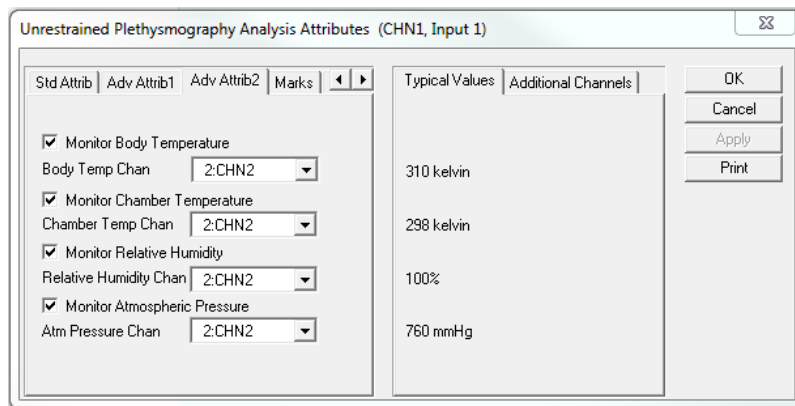 Unrestrained Plethysmography Analysis Attributes (CHN1, Input 1)
Std Attrib Adv Attrib1 Adv Attrib2 Marks
Typical Values Additional Channels
OK
Cancel
Apply
Print
Monitor Body Temperature
Body Temp Chan 2:CHN2 310 kelvin
Monitor Chamber Temperature
Chamber Temp Chan 2:CHN2 298 kelvin
Monitor Relative Humidity
Relative Humidity Chan 2:CHN2 100%
Monitor Atmospheric Pressure
Atm Pressure Chan 2:CHN2 760 mmHg